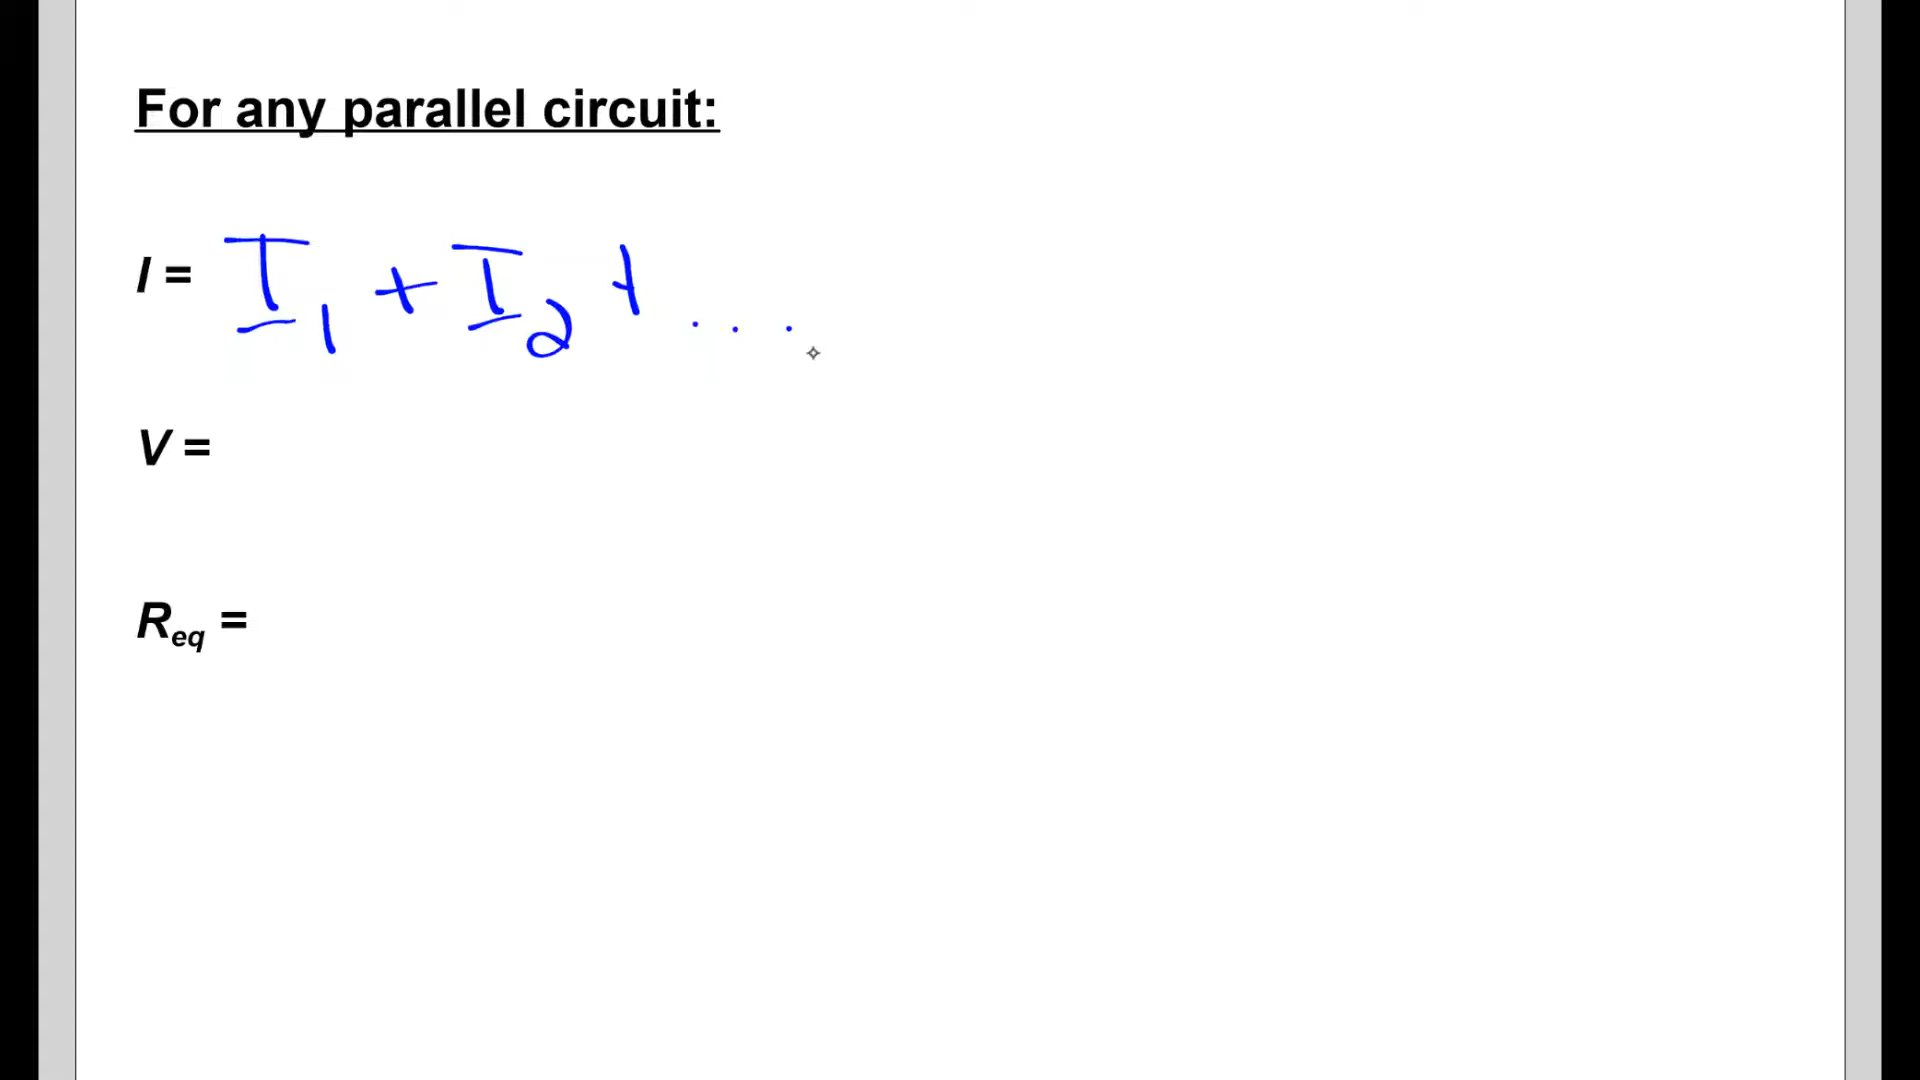 For any parallel circuit:
I = I₁ + I₂ + ...
V =
Req =